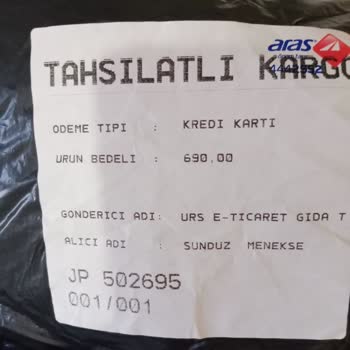 aras
4442552
TAHSILATLI KARGO
ODEME TIPI : KREDI KARTI
URUN BEDELI : 690,00
GONDERICI ADI: URS E-TICARET GIDA T
ALICI ADI : SUNDUZ MENEKSE
JP 502695
001/001